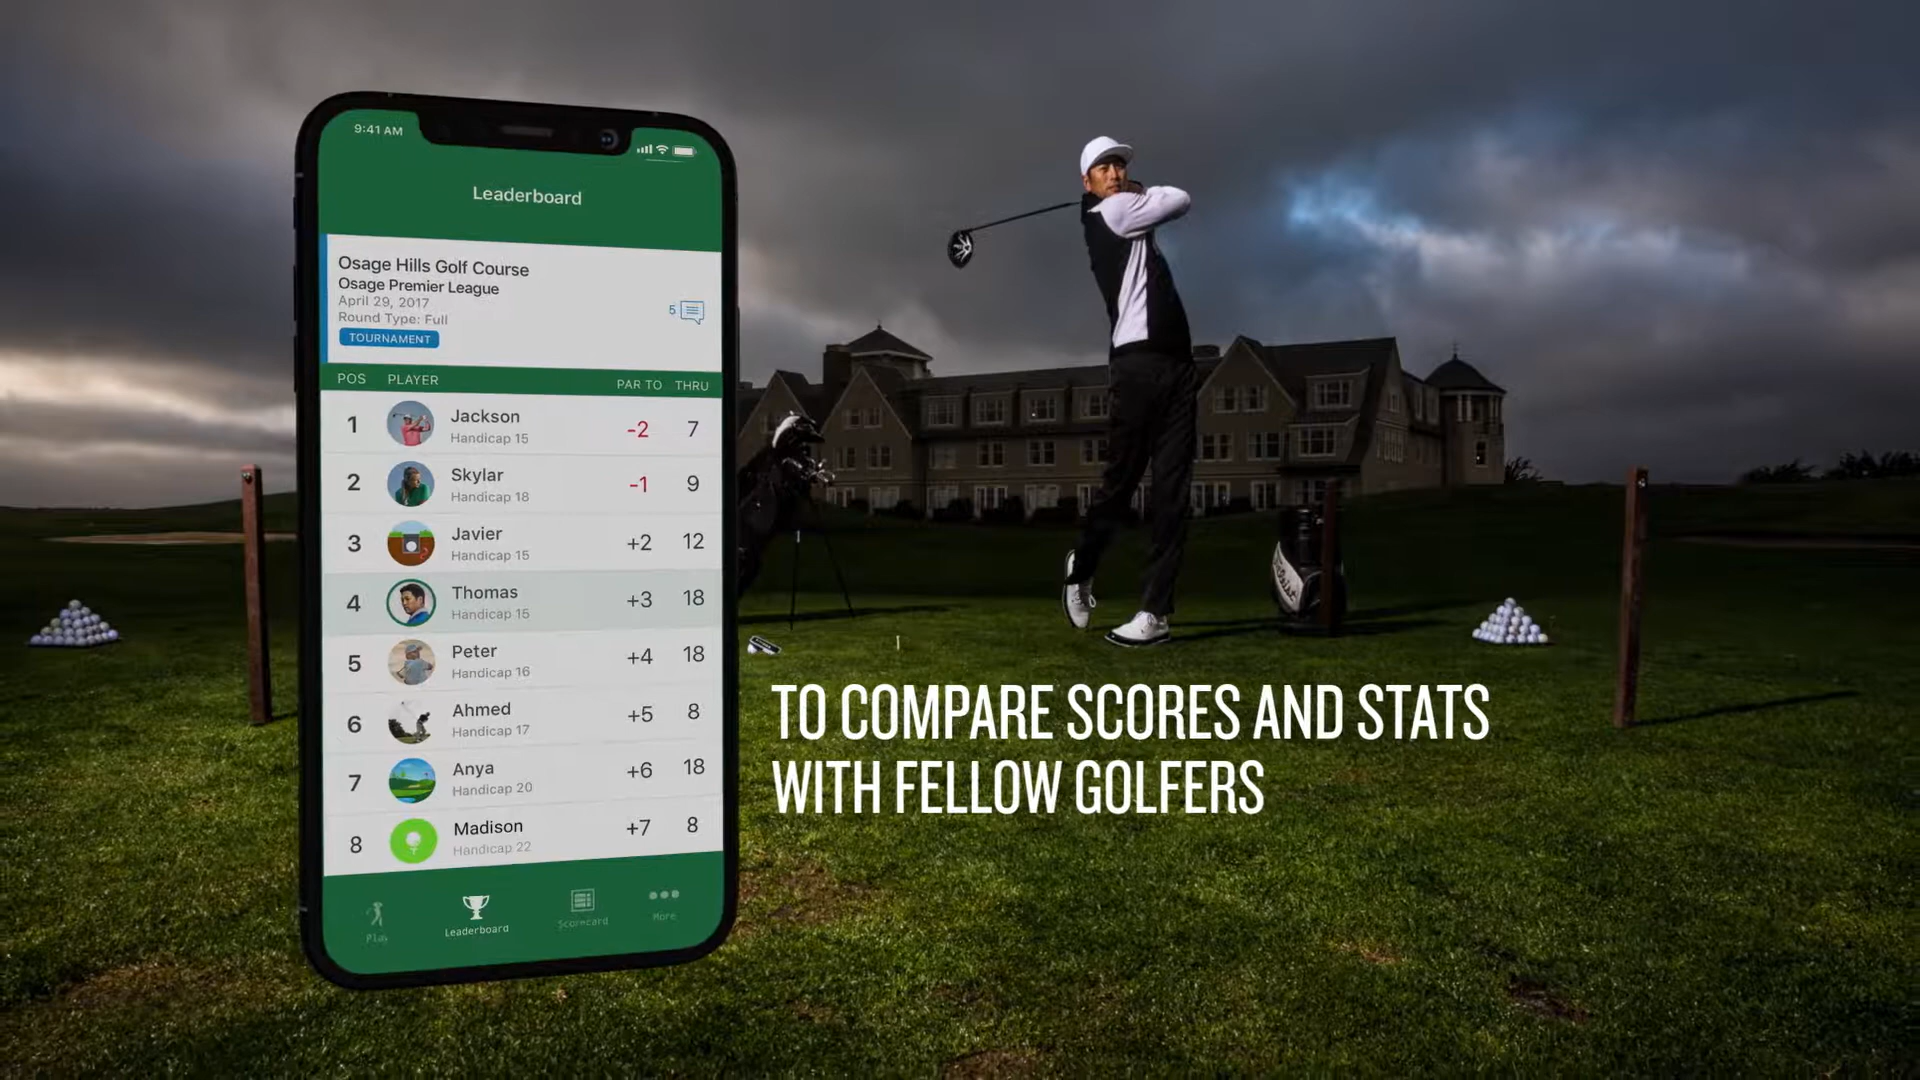 9:41 AM
Leaderboard
Osage Hills Golf Course
Osage Premier League
April 29, 2017
Round Type: Full
5
TOURNAMENT
POS PLAYER PAR TO THRU
1 Jackson -2 7
Handicap 15
2 Skylar -1 9
Handicap 18
3 Javier +2 12
Handicap 15
4 Thomas +3 18
Handicap 15
5 Peter +4 18
Handicap 16
6 Ahmed +5 8
Handicap 17
7 Anya +6 18
Handicap 20
8 Madison +7 8
Handicap 22
Play Leaderboard Scorecard More
Titleist
TO COMPARE SCORES AND STATS
WITH FELLOW GOLFERS